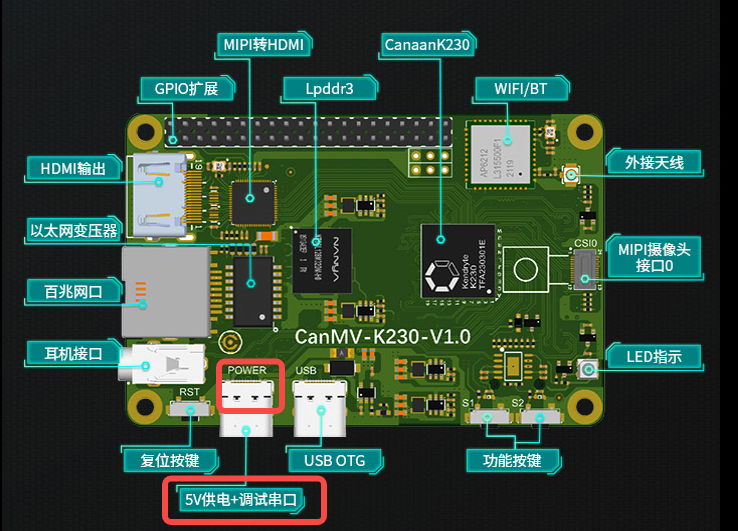 MIPI转HDMI
CanaanK230
GPIO扩展
Lpddr3
WIFI/BT
HDMI输出
19
AP6212
L315500F1
2119
外接天线
以太网变压器
Kendryte
K230
TFA230301E
CSI0
MIPI摄像头
接口0
百兆网口
CanMV-K230-V1.0
耳机接口
POWER
USB
LED指示
RST
S1
S2
复位按键
USB OTG
功能按键
5V供电+调试串口